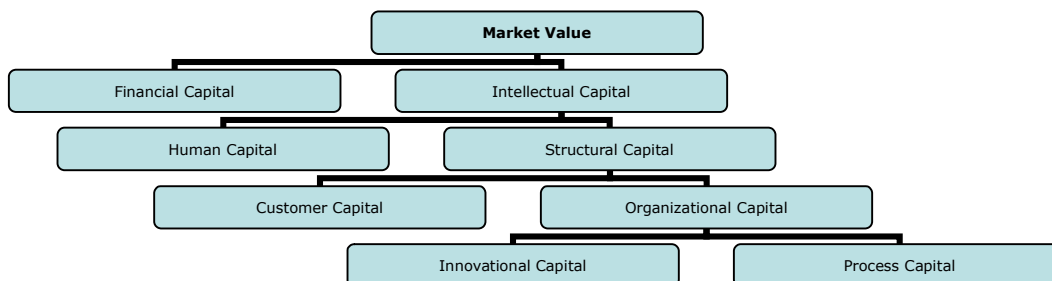 Market Value
Financial Capital
Intellectual Capital
Human Capital
Structural Capital
Customer Capital
Organizational Capital
Innovational Capital
Process Capital